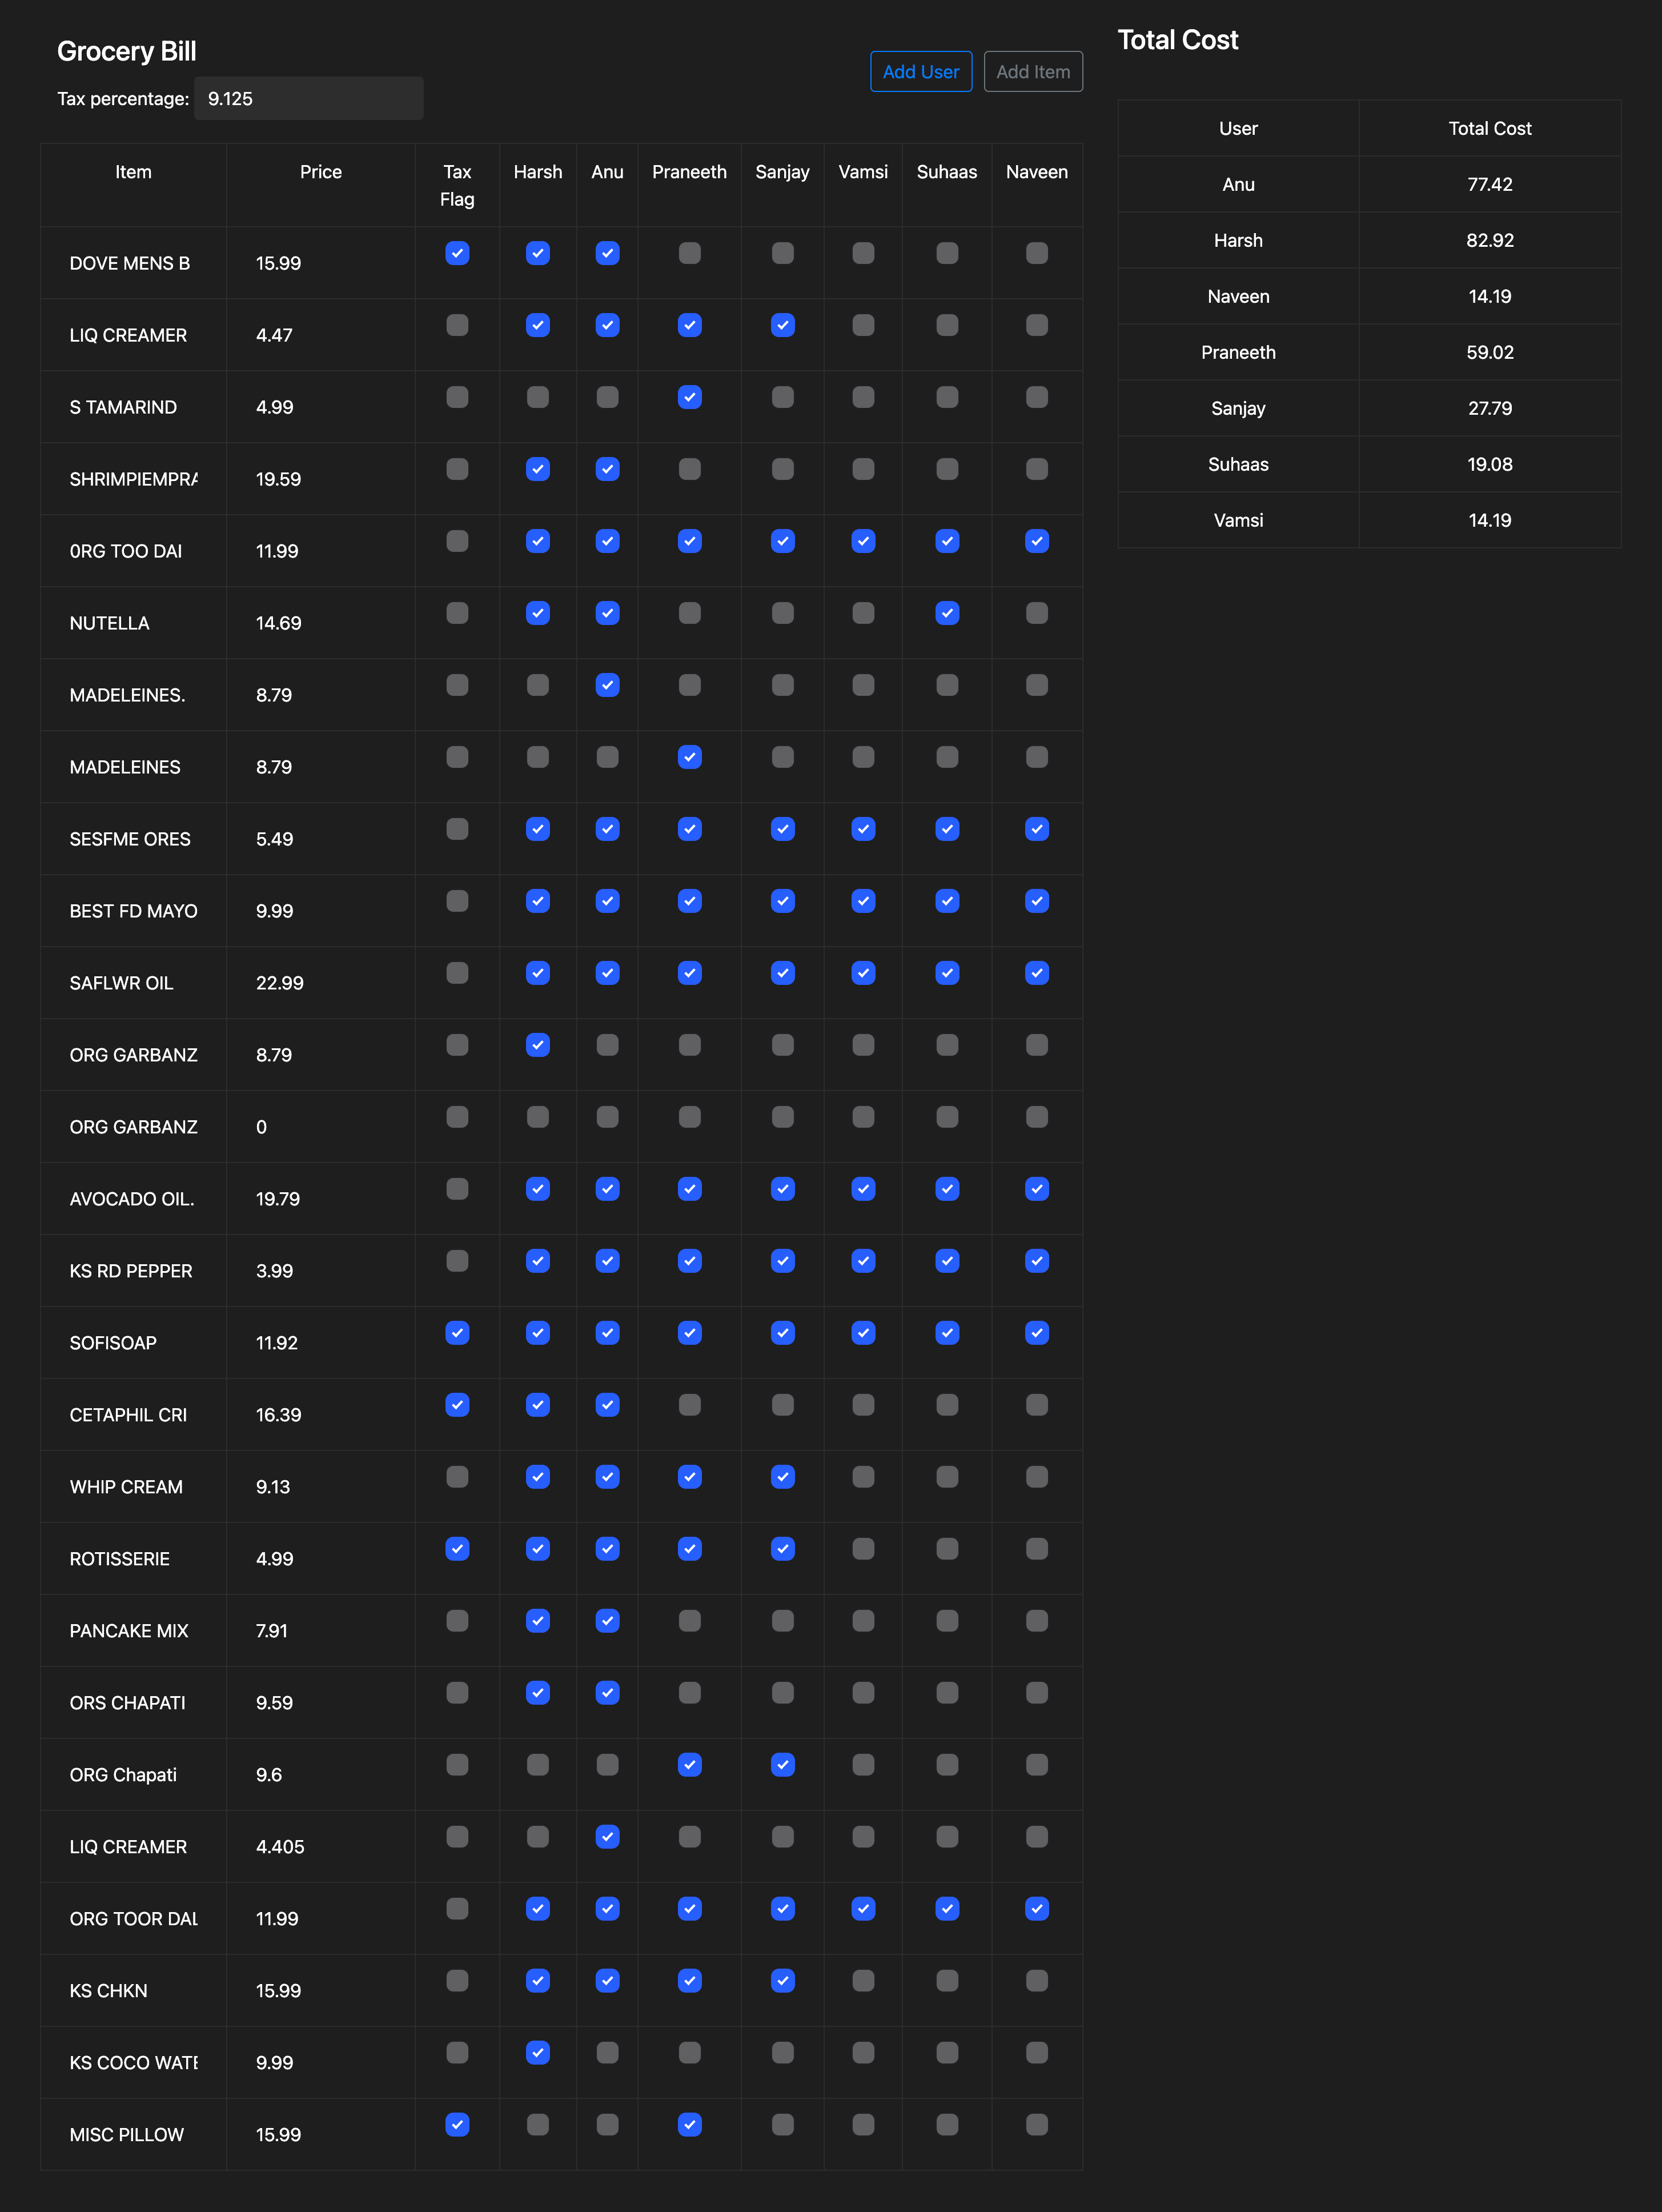 Grocery Bill
Tax percentage: 9.125
Add User Add Item
Item Price Tax Flag Harsh Anu Praneeth Sanjay Vamsi Suhaas Naveen
DOVE MENS B 15.99
LIQ CREAMER 4.47
S TAMARIND 4.99
SHRIMPIEMPRA 19.59
0RG TOO DAI 11.99
NUTELLA 14.69
MADELEINES. 8.79
MADELEINES 8.79
SESFME ORES 5.49
BEST FD MAYO 9.99
SAFLWR OIL 22.99
ORG GARBANZ 8.79
ORG GARBANZ 0
AVOCADO OIL. 19.79
KS RD PEPPER 3.99
SOFISOAP 11.92
CETAPHIL CRI 16.39
WHIP CREAM 9.13
ROTISSERIE 4.99
PANCAKE MIX 7.91
ORS CHAPATI 9.59
ORG Chapati 9.6
LIQ CREAMER 4.405
ORG TOOR DAL 11.99
KS CHKN 15.99
KS COCO WATE 9.99
MISC PILLOW 15.99
Total Cost
User Total Cost
Anu 77.42
Harsh 82.92
Naveen 14.19
Praneeth 59.02
Sanjay 27.79
Suhaas 19.08
Vamsi 14.19